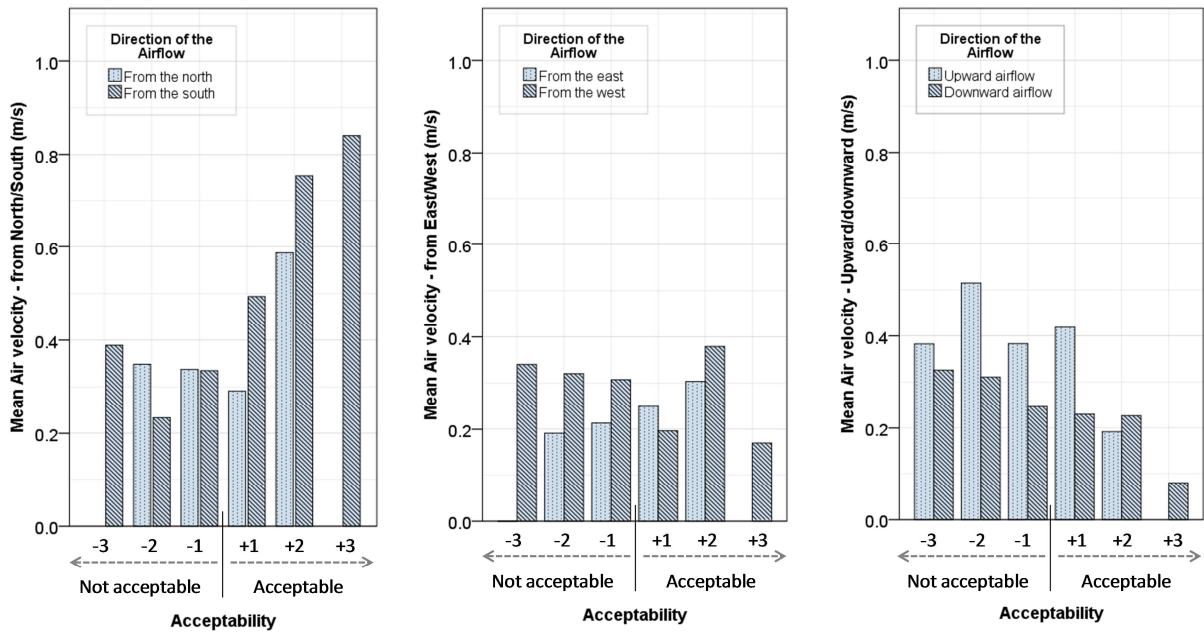 Mean Air velocity - from North/South (m/s)
Direction of the
Airflow
From the north
From the south
1.0
0.8
0.6
0.4
0.2
0.0
-3 -2 -1 +1 +2 +3
Not acceptable Acceptable
Acceptability
Mean Air velocity - from East/West (m/s)
Direction of the
Airflow
From the east
From the west
1.0
0.8
0.6
0.4
0.2
0.0
-3 -2 -1 +1 +2 +3
Not acceptable Acceptable
Acceptability
Mean Air velocity - Upward/downward (m/s)
Direction of the
Airflow
Upward airflow
Downward airflow
1.0
0.8
0.6
0.4
0.2
0.0
-3 -2 -1 +1 +2 +3
Not acceptable Acceptable
Acceptability